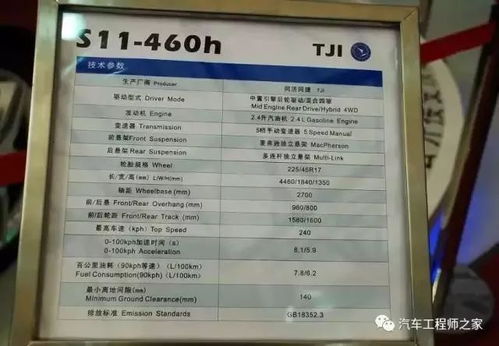 S11-460h
TJI
技术参数
生产厂商 Producer 同济同捷 TJI
驱动型式 Driver Mode 中置引擎后轮驱动/混合四驱
Mid Engine Rear Drive/Hybrid 4WD
发动机 Engine 2.4升汽油机 2.4L Gasoline Engine
变速器 Transmission 5档手动变速器 5 Speed Manual
前悬架 Front Suspension 麦弗逊独立悬架 MacPherson
后悬架 Rear Suspension 多连杆独立悬架 Multi-Link
轮胎规格 Wheel 225/45R17
长/宽/高 L/W/H(mm) 4460/1840/1350
轴距 Wheelbase(mm) 2700
前/后悬 Front/Rear Overhang (mm) 960/800
前/后轮距 Front/Rear Track (mm) 1580/1600
最高车速 (kph) Top Speed 240
0-100kph加速时间 (s)
0-100kph Acceleration 8.1/5.9
百公里油耗 (90kph等速) (L/100km)
Fuel Consumption(90kph) (L/100km) 7.8/6.2
最小离地间隙(mm)
Minimum Ground Clearance(mm) 140
排放标准 Emission Standards GB18352.3
汽车工程师之家